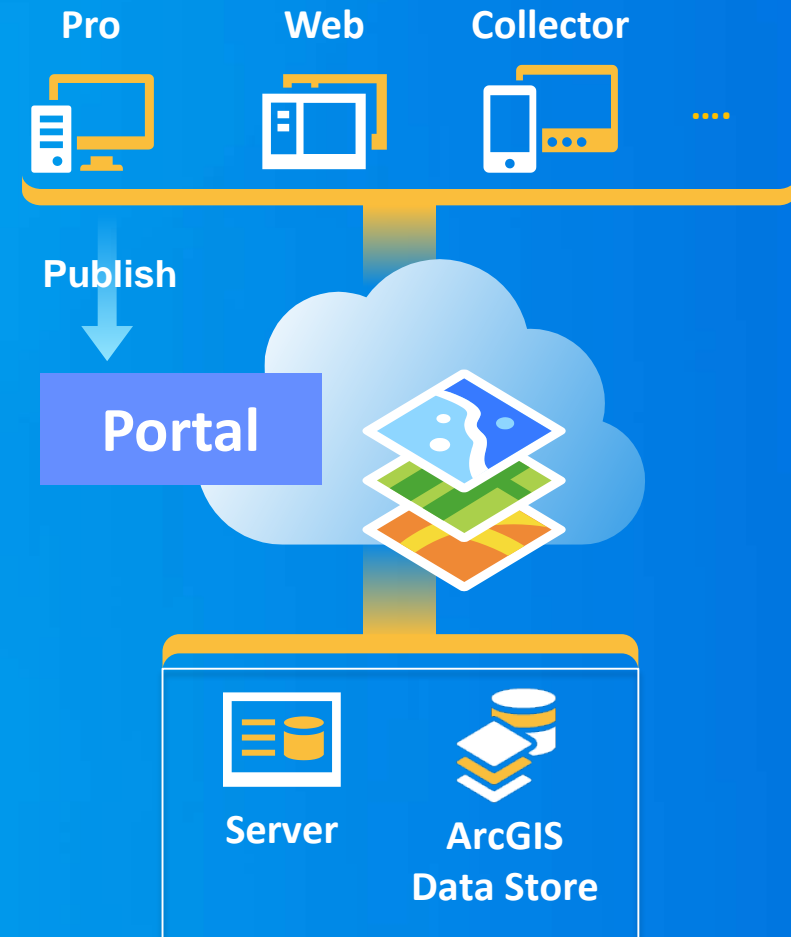 Pro
Web
Collector
....
Publish
Portal
Server
ArcGIS
Data Store